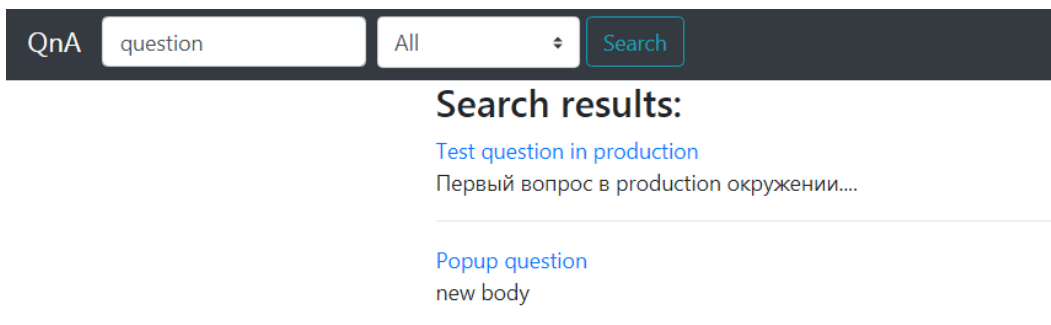 QnA question All Search
Search results:
Test question in production
Первый вопрос в production окружении....
Popup question
new body